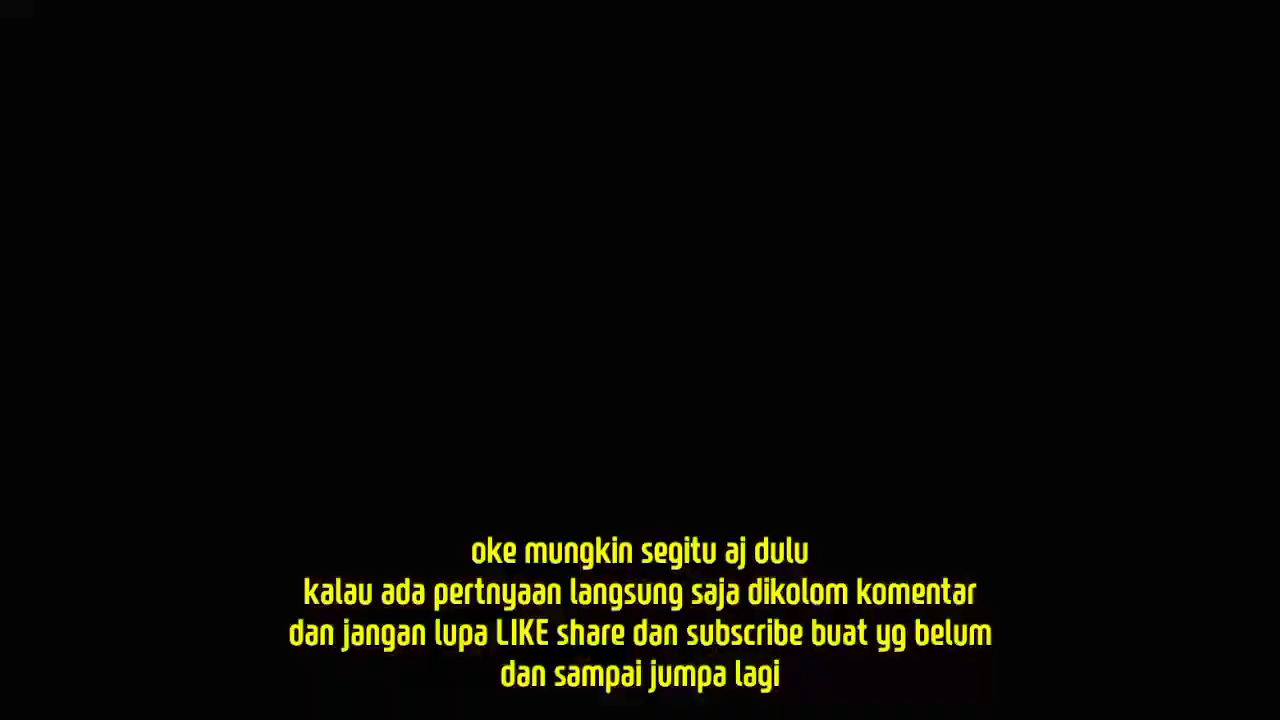 oke mungkin segitu aj dulu
kalau ada pertnyaan langsung saja dikolom komentar
dan jangan lupa LIKE share dan subscribe buat yg belum
dan sampai jumpa lagi